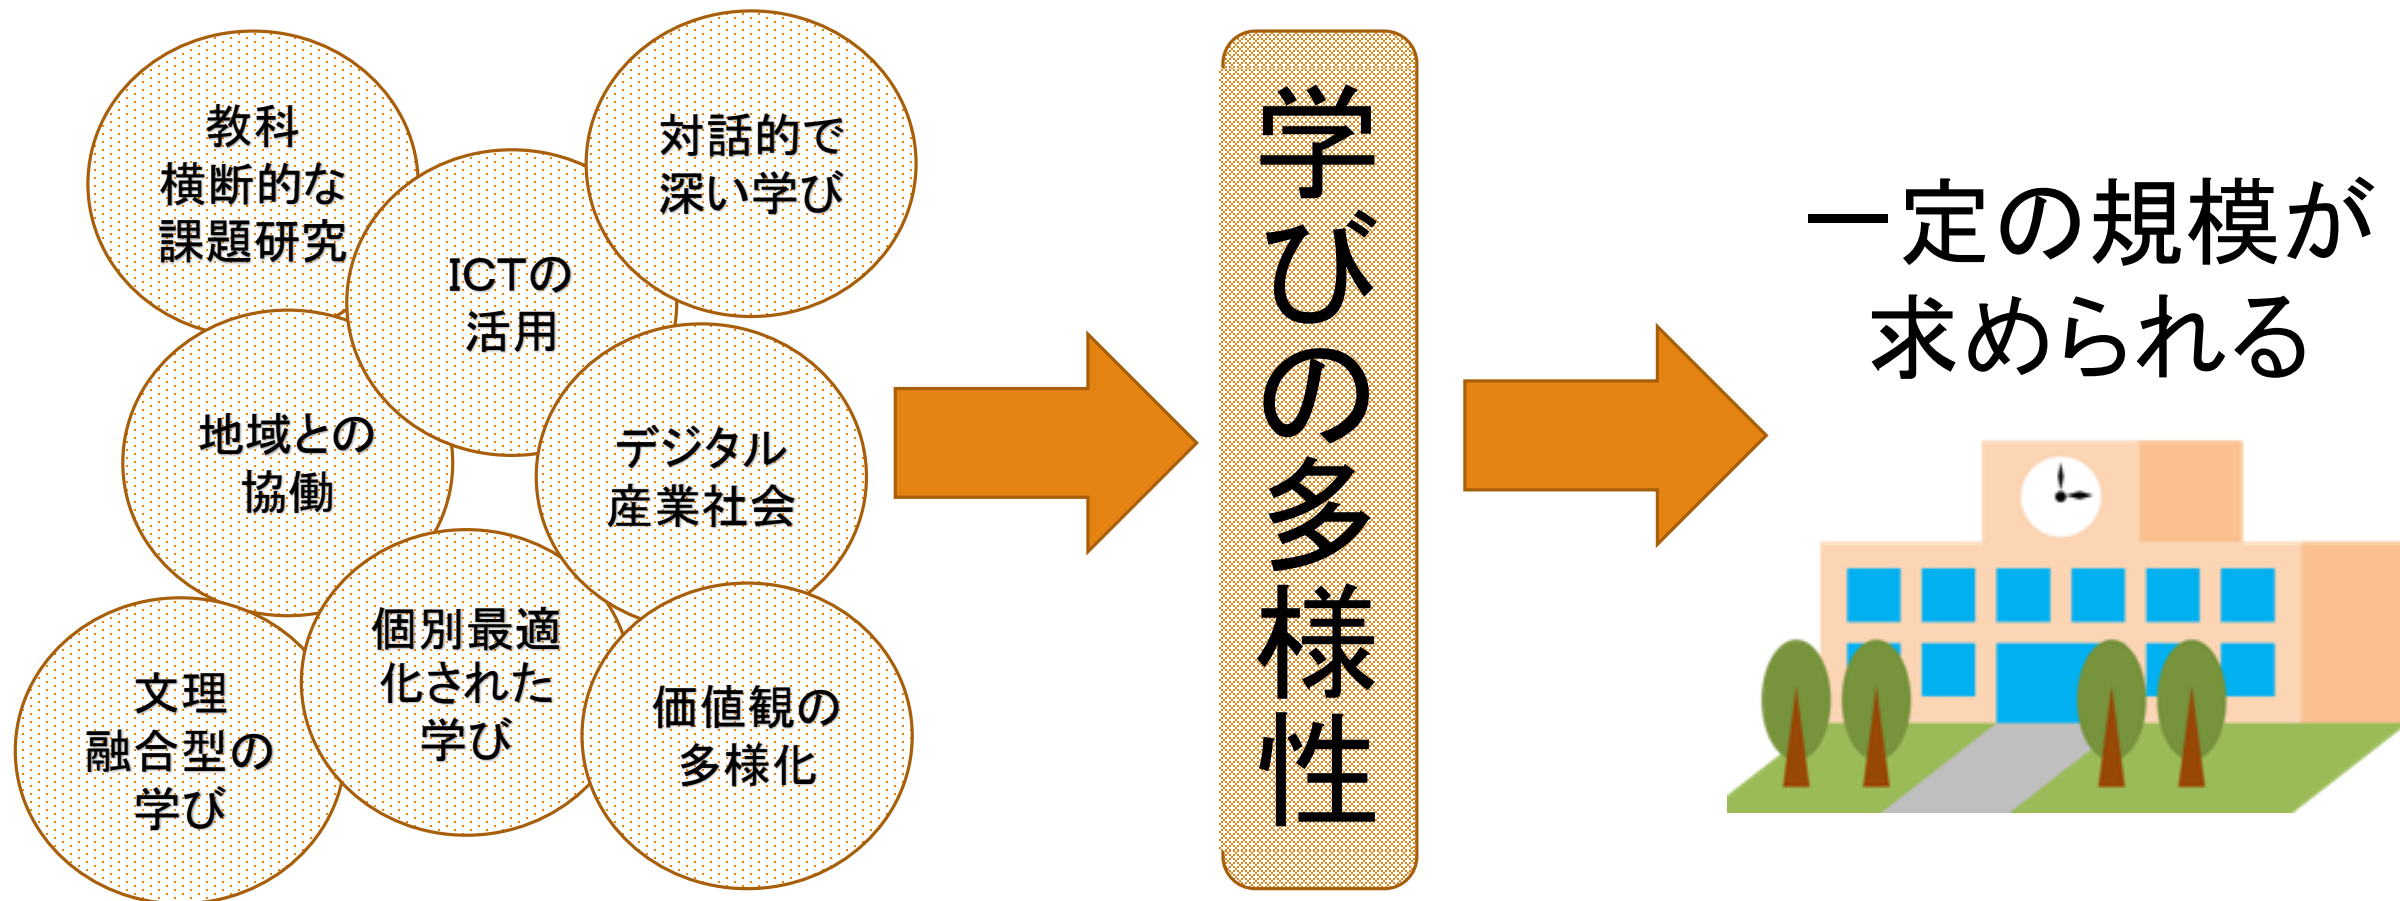 教科
横断的な
課題研究
対話的で
深い学び
ICTの
活用
地域との
協働
デジタル
産業社会
個別最適
化された
学び
文理
融合型の
学び
価値観の
多様化
学びの多様性
一定の規模が
求められる